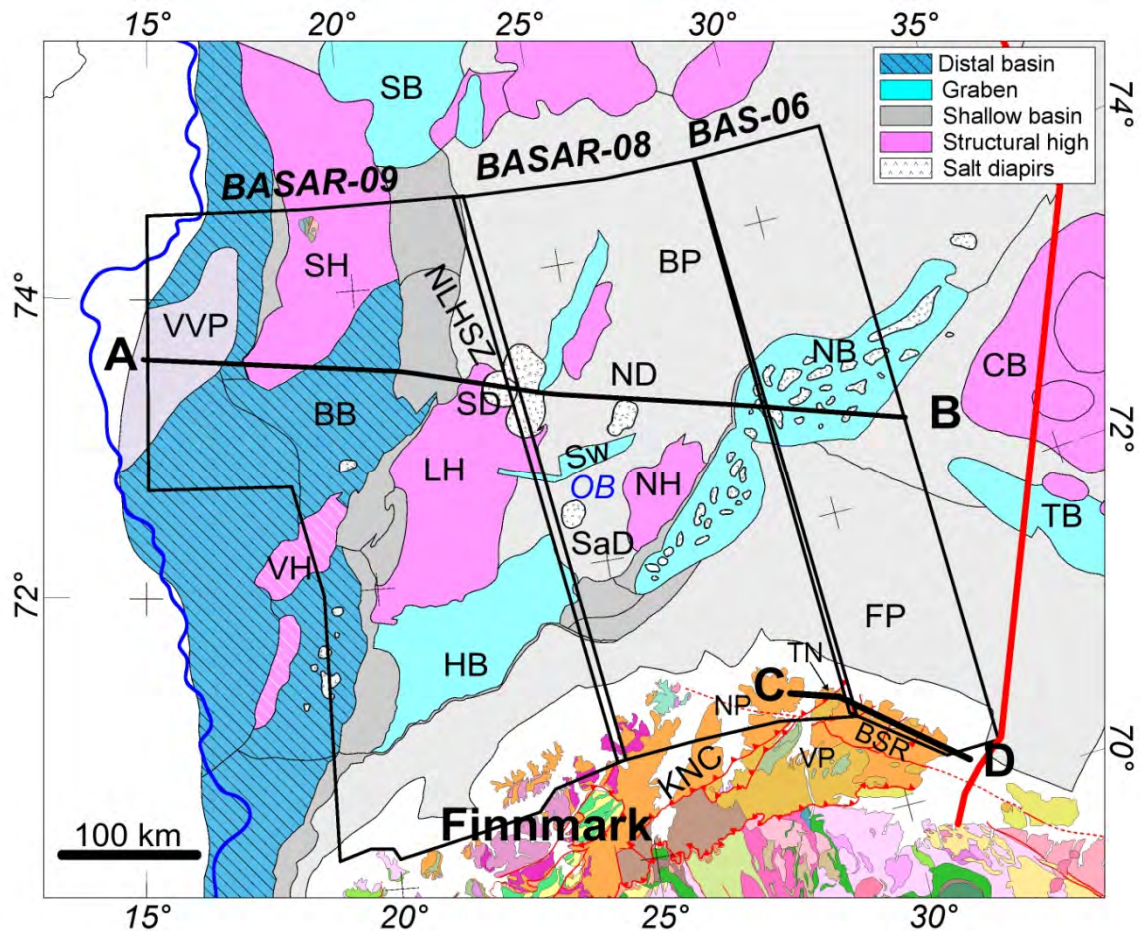 15° 20° 25° 30° 35°
Distal basin
Graben
Shallow basin
Structural high
Salt diapirs
74°
SB
BAS-06
BASAR-08
BASAR-09
SH
BP
NLHSZ
74°
VVP
A
NB
CB
ND
SD
BB
B
72°
Sw
LH
OB
NH
TB
SaD
VH
72°
FP
HB
TN
C
NP
BSR
70°
D
VP
KNC
Finnmark
100 km
15° 20° 25° 30°